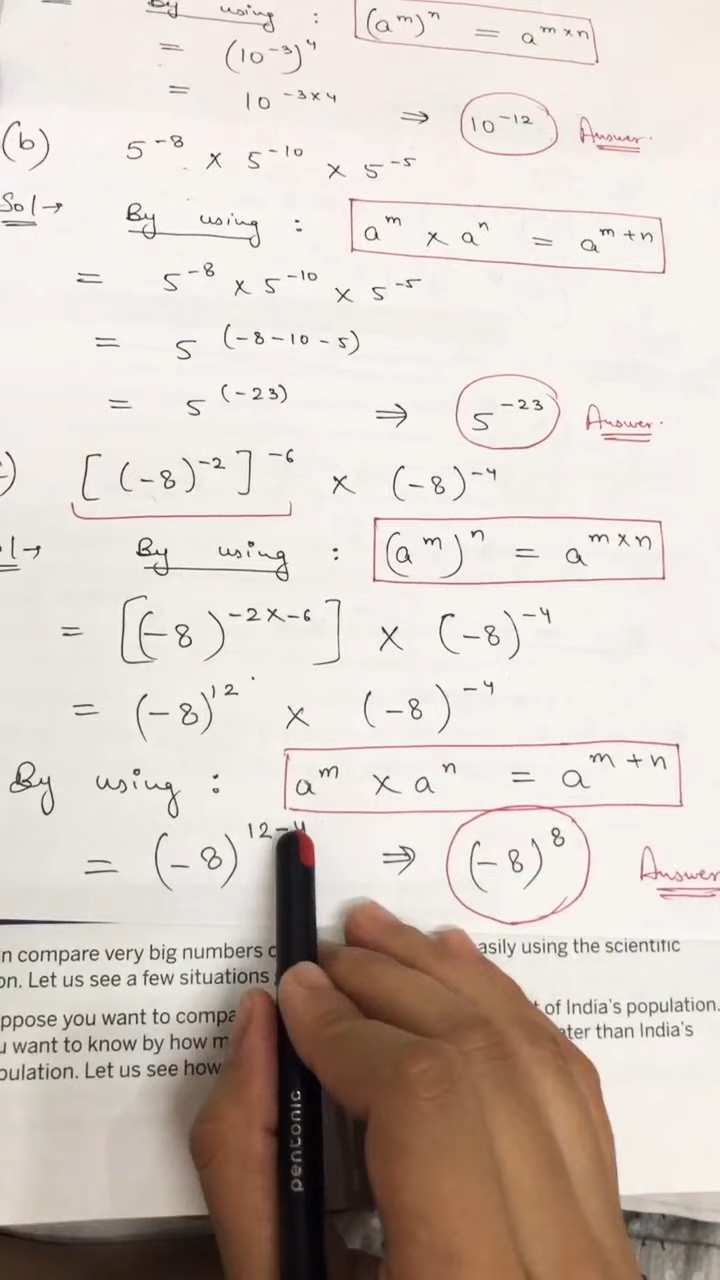 By using : (a^m)^n = a^{m×n}
= (10^{-3})^4
= 10^{-3×4} ⇒ 10^{-12} Answer.
(b) 5^{-8} × 5^{-10} × 5^{-5}
Sol→ By using : a^m × a^n = a^{m+n}
= 5^{-8} × 5^{-10} × 5^{-5}
= 5^{(-8-10-5)}
= 5^{(-23)} ⇒ 5^{-23} Answer.
) [(-8)^{-2}]^{-6} × (-8)^{-4}
l→ By using : (a^m)^n = a^{m×n}
= [(-8)^{-2×-6}] × (-8)^{-4}
= (-8)^{12} × (-8)^{-4}
By using : a^m × a^n = a^{m+n}
= (-8)^{12-4} ⇒ (-8)^8 Answer
n compare very big numbers asily using the scientific
on. Let us see a few situations
ppose you want to compa of India's population.
u want to know by how m ater than India's
pulation. Let us see how
pentonic